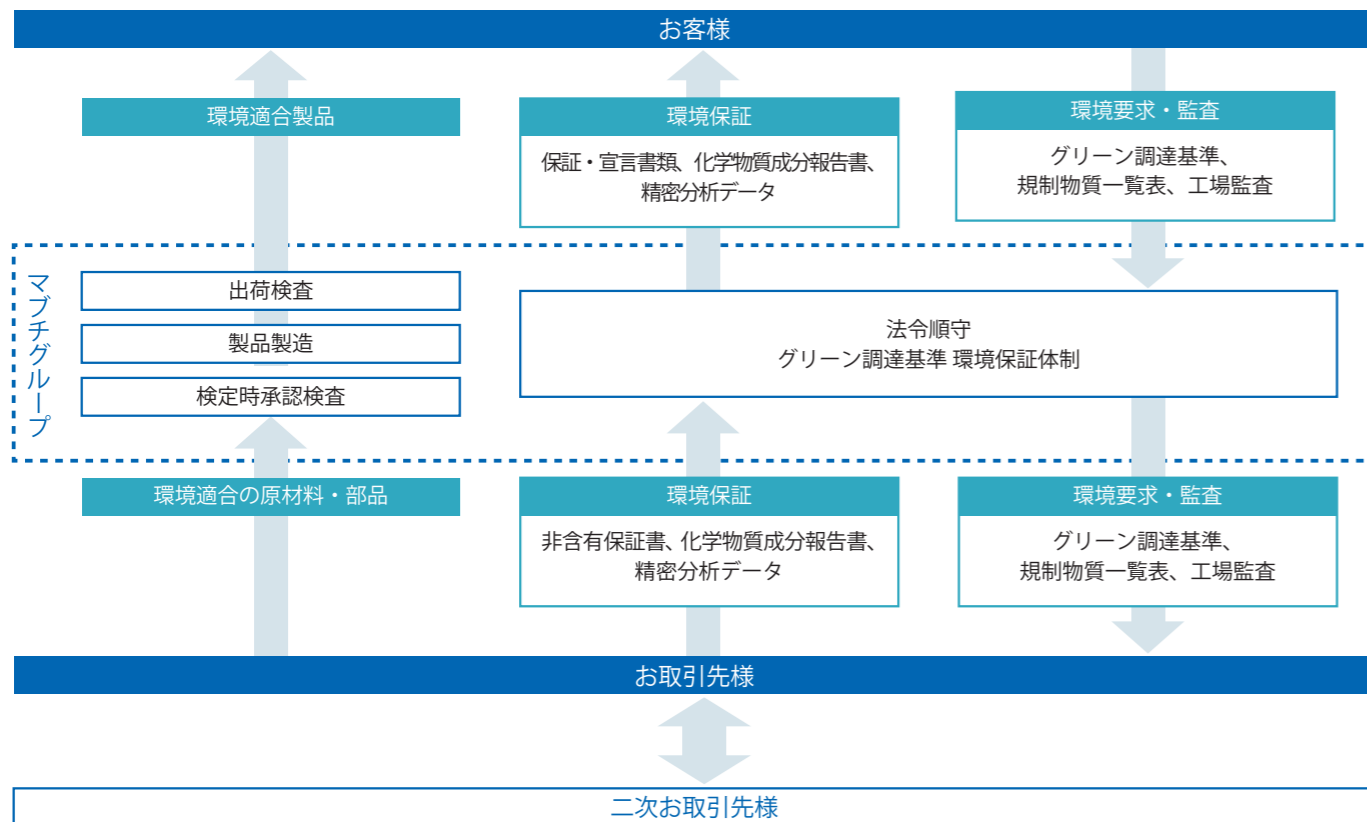 お客様
環境適合製品
環境保証
保証・宣言書類、化学物質成分報告書、
精密分析データ
環境要求・監査
グリーン調達基準、
規制物質一覧表、工場監査
マブチグループ
出荷検査
製品製造
検定時承認検査
法令順守
グリーン調達基準 環境保証体制
環境適合の原材料・部品
環境保証
非含有保証書、化学物質成分報告書、
精密分析データ
環境要求・監査
グリーン調達基準、
規制物質一覧表、工場監査
お取引先様
二次お取引先様